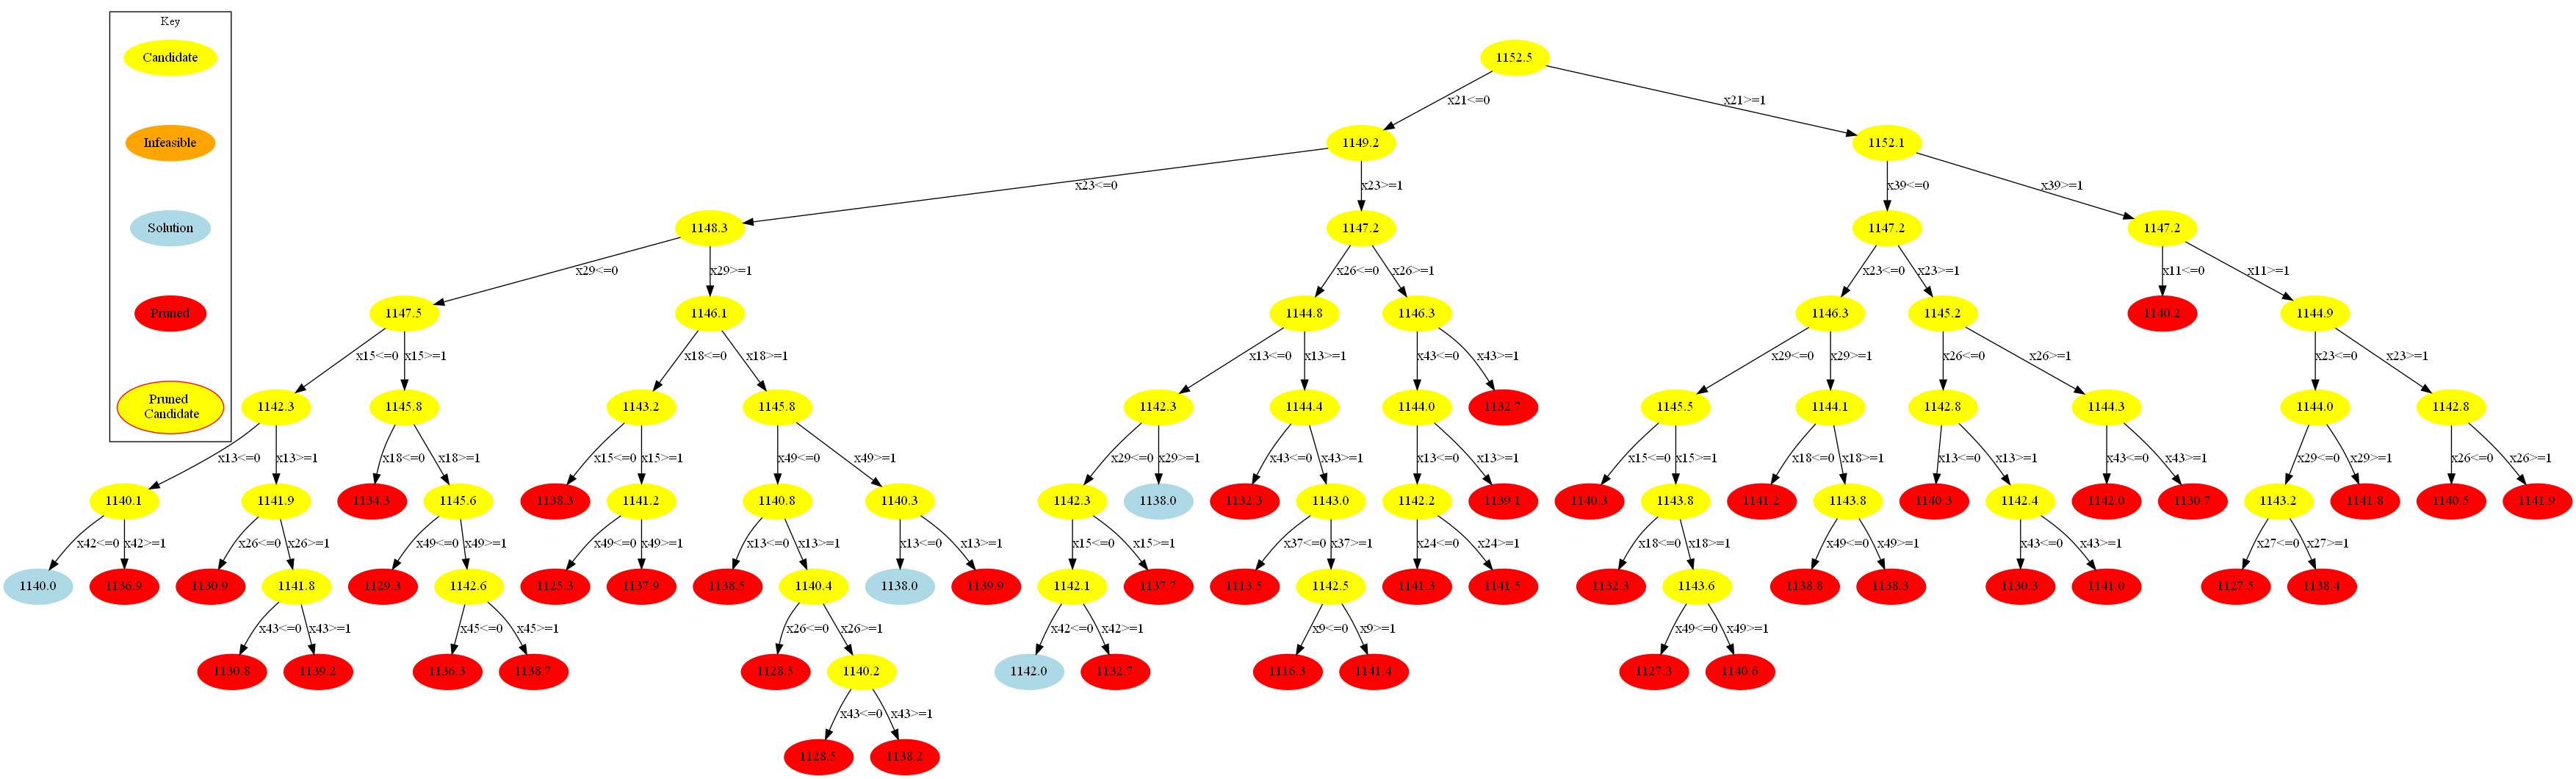 Key
Candidate
Infeasible
Solution
Pruned
Pruned
Candidate
1152.5
x21<=0
x21>=1
1149.2
1152.1
x23<=0
x23>=1
x39<=0
x39>=1
1148.3
1147.2
1147.2
1147.2
x29<=0
x29>=1
x26<=0
x26>=1
x23<=0
x23>=1
x11<=0
x11>=1
1147.5
1146.1
1144.8
1146.3
1146.3
1145.2
1140.2
1144.9
x15<=0
x15>=1
x18<=0
x18>=1
x13<=0
x13>=1
x43<=0
x43>=1
x29<=0
x29>=1
x26<=0
x26>=1
x23<=0
x23>=1
1142.3
1145.8
1143.2
1145.8
1142.3
1144.4
1144.0
1132.7
1145.5
1144.1
1142.8
1144.3
1144.0
1142.8
x13<=0
x13>=1
x18<=0
x18>=1
x15<=0
x15>=1
x49<=0
x49>=1
x29<=0
x29>=1
x43<=0
x43>=1
x13<=0
x13>=1
x15<=0
x15>=1
x18<=0
x18>=1
x13<=0
x13>=1
x43<=0
x43>=1
x29<=0
x29>=1
x26<=0
x26>=1
1140.1
1141.9
1134.3
1145.6
1138.3
1141.2
1140.8
1140.3
1142.3
1138.0
1132.3
1143.0
1142.2
1139.1
1140.3
1143.8
1141.2
1143.8
1140.3
1142.4
1142.0
1130.7
1143.2
1141.8
1140.5
1141.9
x42<=0
x42>=1
x26<=0
x26>=1
x49<=0
x49>=1
x49<=0
x49>=1
x13<=0
x13>=1
x13<=0
x13>=1
x15<=0
x15>=1
x37<=0
x37>=1
x24<=0
x24>=1
x18<=0
x18>=1
x49<=0
x49>=1
x43<=0
x43>=1
x27<=0
x27>=1
1140.0
1136.9
1130.9
1141.8
1129.3
1142.6
1125.3
1137.9
1138.5
1140.4
1138.0
1139.9
1142.1
1137.7
1113.5
1142.5
1141.3
1141.5
1132.3
1143.6
1138.8
1138.3
1130.3
1141.0
1127.5
1138.4
x43<=0
x43>=1
x45<=0
x45>=1
x26<=0
x26>=1
x42<=0
x42>=1
x9<=0
x9>=1
x49<=0
x49>=1
1130.8
1139.2
1136.3
1138.7
1128.5
1140.2
1142.0
1132.7
1116.3
1141.4
1127.3
1140.6
x43<=0
x43>=1
1128.5
1138.2